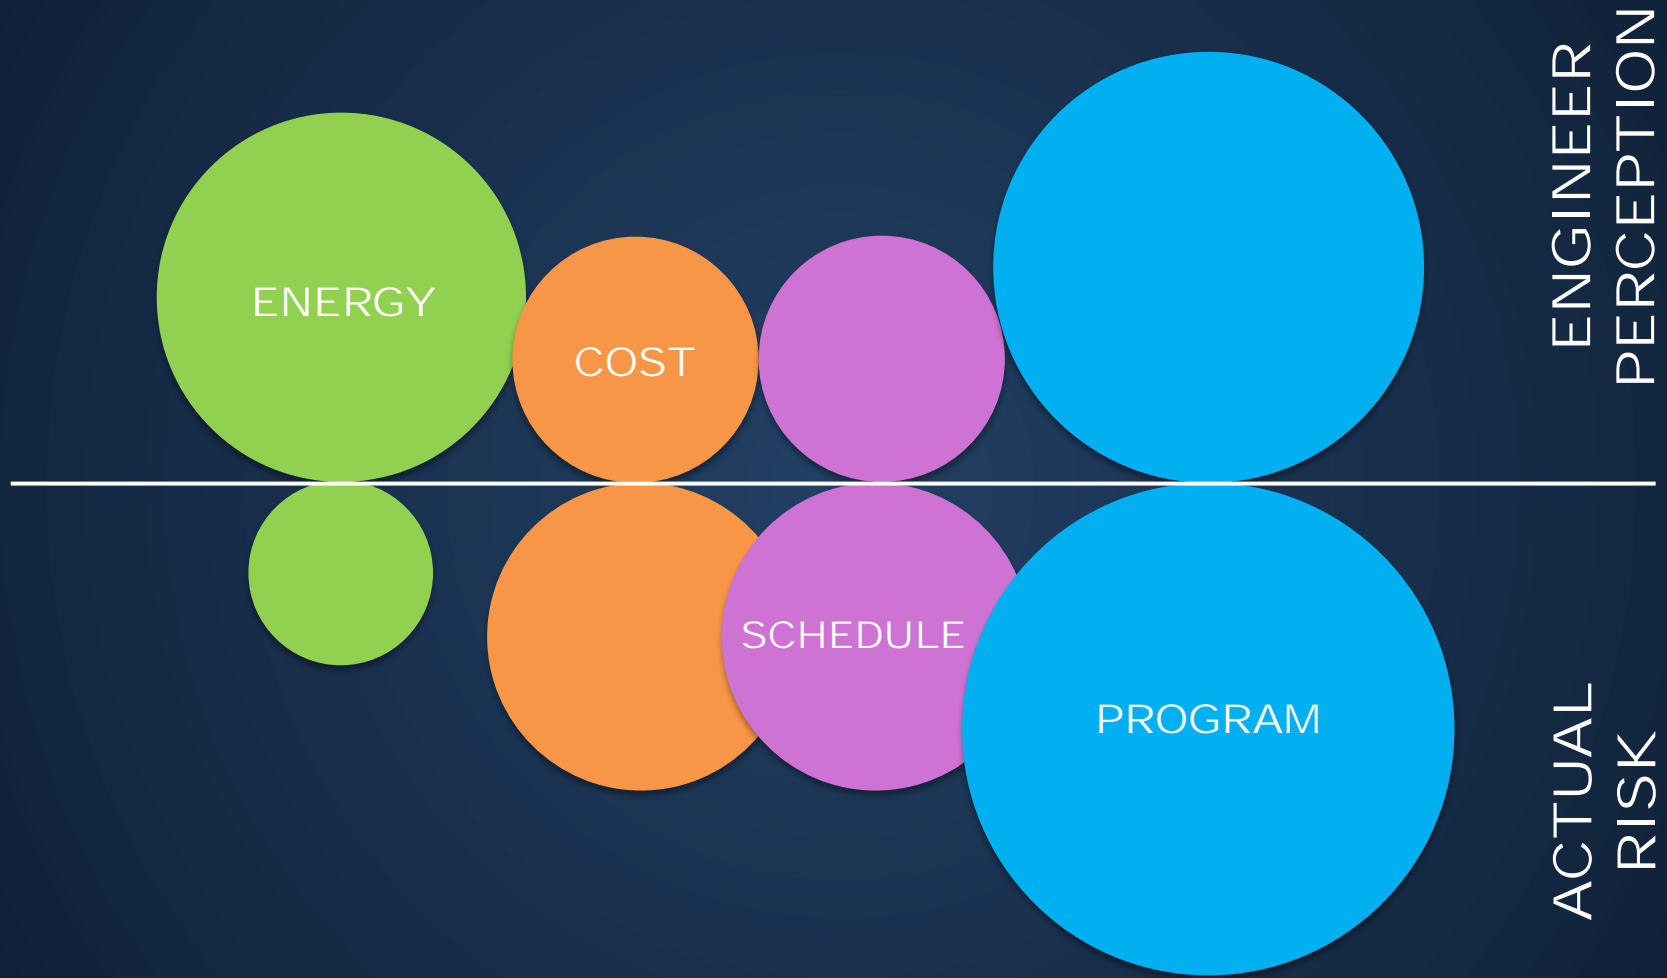 ENGINEER
PERCEPTION
ENERGY
COST
SCHEDULE
PROGRAM
ACTUAL
RISK